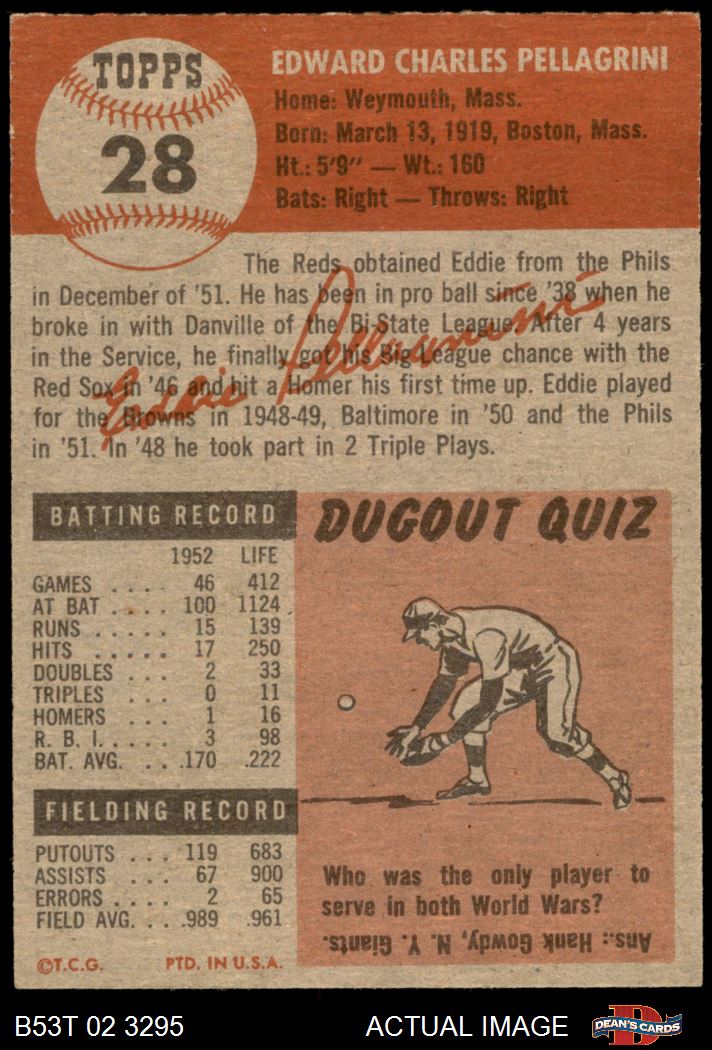 TOPPS
28
EDWARD CHARLES PELLAGRINI
Home: Weymouth, Mass.
Born: March 13, 1919, Boston, Mass.
Ht.: 5'9" — Wt.: 160
Bats: Right — Throws: Right
The Reds obtained Eddie from the Phils
in December of '51. He has been in pro ball since '38 when he
broke in with Danville of the Bi-State League. After 4 years
in the Service, he finally got his Big League chance with the
Red Sox in '46 and hit a Homer his first time up. Eddie played
for the Browns in 1948-49, Baltimore in '50 and the Phils
in '51. In '48 he took part in 2 Triple Plays.
Eddie Pellagrini
BATTING RECORD
1952 LIFE
GAMES .... 46 412
AT BAT .... 100 1124
RUNS ..... 15 139
HITS ..... 17 250
DOUBLES ... 2 33
TRIPLES ... 0 11
HOMERS ... 1 16
R. B. I. .... 3 98
BAT. AVG. ... .170 .222
FIELDING RECORD
PUTOUTS ... 119 683
ASSISTS ... 67 900
ERRORS .... 2 65
FIELD AVG. ... .989 .961
©T.C.G. PTD. IN U.S.A.
DUGOUT QUIZ
Who was the only player to
serve in both World Wars?
Ans.: Hank Gowdy, N. Y. Giants.
B53T 02 3295
ACTUAL IMAGE
D
DEAN'S CARDS